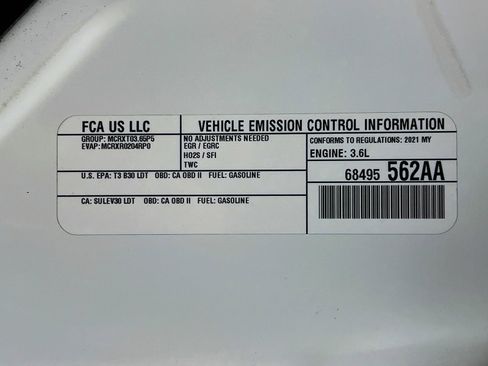 FCA US LLC
GROUP: MCRXT03.65P5
EVAP: MCRXR0204RP0
VEHICLE EMISSION CONTROL INFORMATION
NO ADJUSTMENTS NEEDED
EGR / EGRC
HO2S / SFI
TWC
CONFORMS TO REGULATIONS: 2021 MY
ENGINE: 3.6L
U.S. EPA: T3 B30 LDT OBD: CA OBD II FUEL: GASOLINE
CA: SULEV30 LDT OBD: CA OBD II FUEL: GASOLINE
68495 562AA